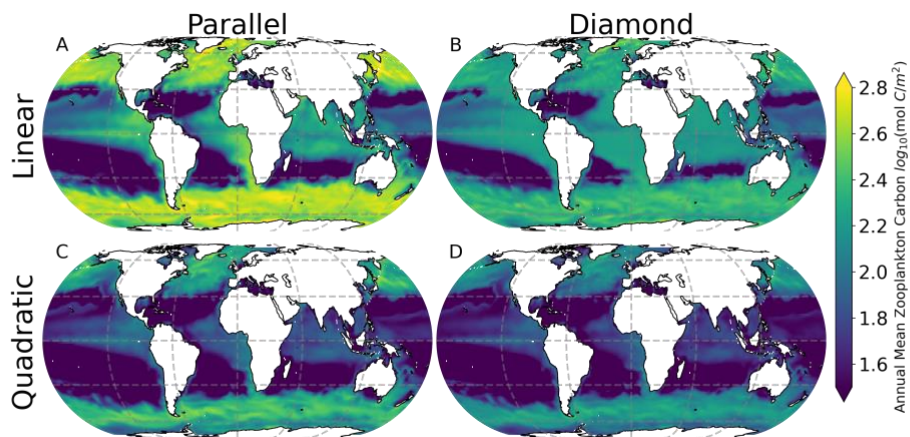 Parallel
Diamond
A
B
Linear
C
D
Quadratic
2.8
2.6
2.4
2.2
2.0
1.8
1.6
Annual Mean Zooplankton Carbon log₁₀(mol C/m²)